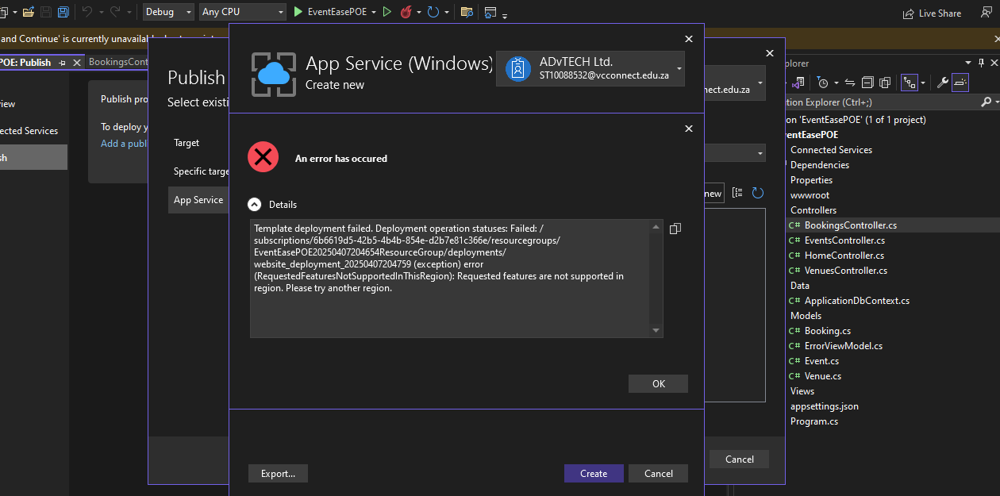 Debug
Any CPU
EventEasePOE
Live Share
and Continue' is currently unavailabl
POE: Publish
BookingsCont
view
ected Services
sh
Publish pro
To deploy y
Add a publ
Publish
Select existi
Target
Specific targe
App Service
nect.edu.za
new
Cancel
App Service (Windows)
Create new
ADvTECH Ltd.
ST10088532@vcconnect.edu.za
An error has occured
Details
Template deployment failed. Deployment operation statuses: Failed: /
subscriptions/6b6619d5-42b5-4b4b-854e-d2b7e81c366e/resourcegroups/
EventEasePOE20250407204654ResourceGroup/deployments/
website_deployment_20250407204759 (exception) error
(RequestedFeaturesNotSupportedInThisRegion): Requested features are not supported in
region. Please try another region.
OK
Export...
Create
Cancel
plorer
tion Explorer (Ctrl+;)
on 'EventEasePOE' (1 of 1 project)
ventEasePOE
Connected Services
Dependencies
Properties
wwwroot
Controllers
C# BookingsController.cs
C# EventsController.cs
C# HomeController.cs
C# VenuesController.cs
Data
C# ApplicationDbContext.cs
Models
C# Booking.cs
C# ErrorViewModel.cs
C# Event.cs
C# Venue.cs
Views
appsettings.json
Program.cs